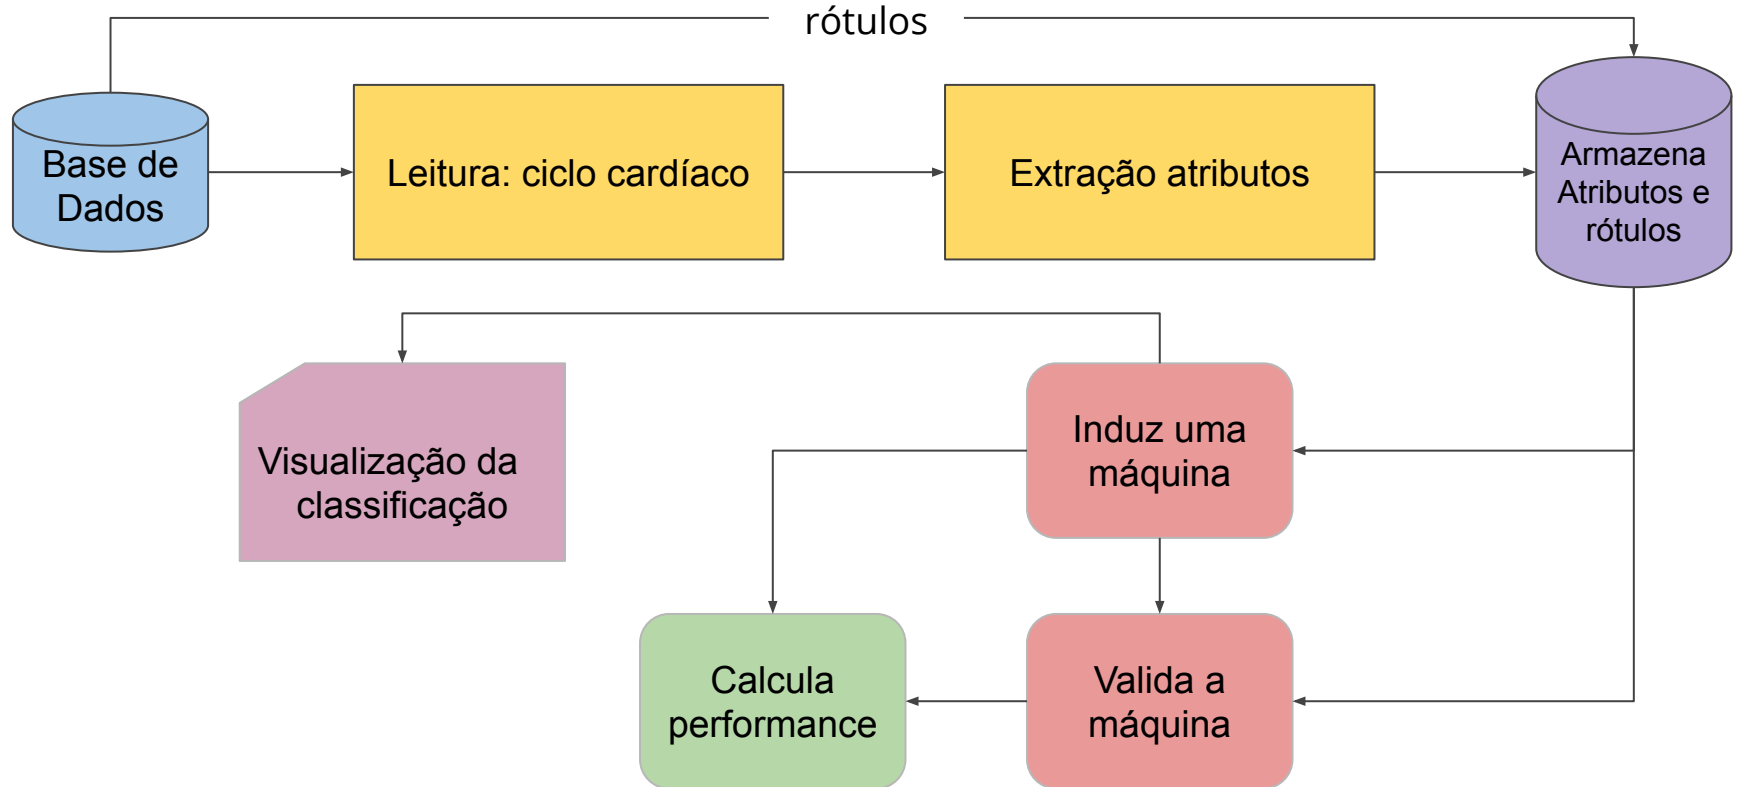 rótulos
Base de
Dados
Leitura: ciclo cardíaco
Extração atributos
Armazena
Atributos e
rótulos
Visualização da
classificação
Induz uma
máquina
Calcula
performance
Valida a
máquina